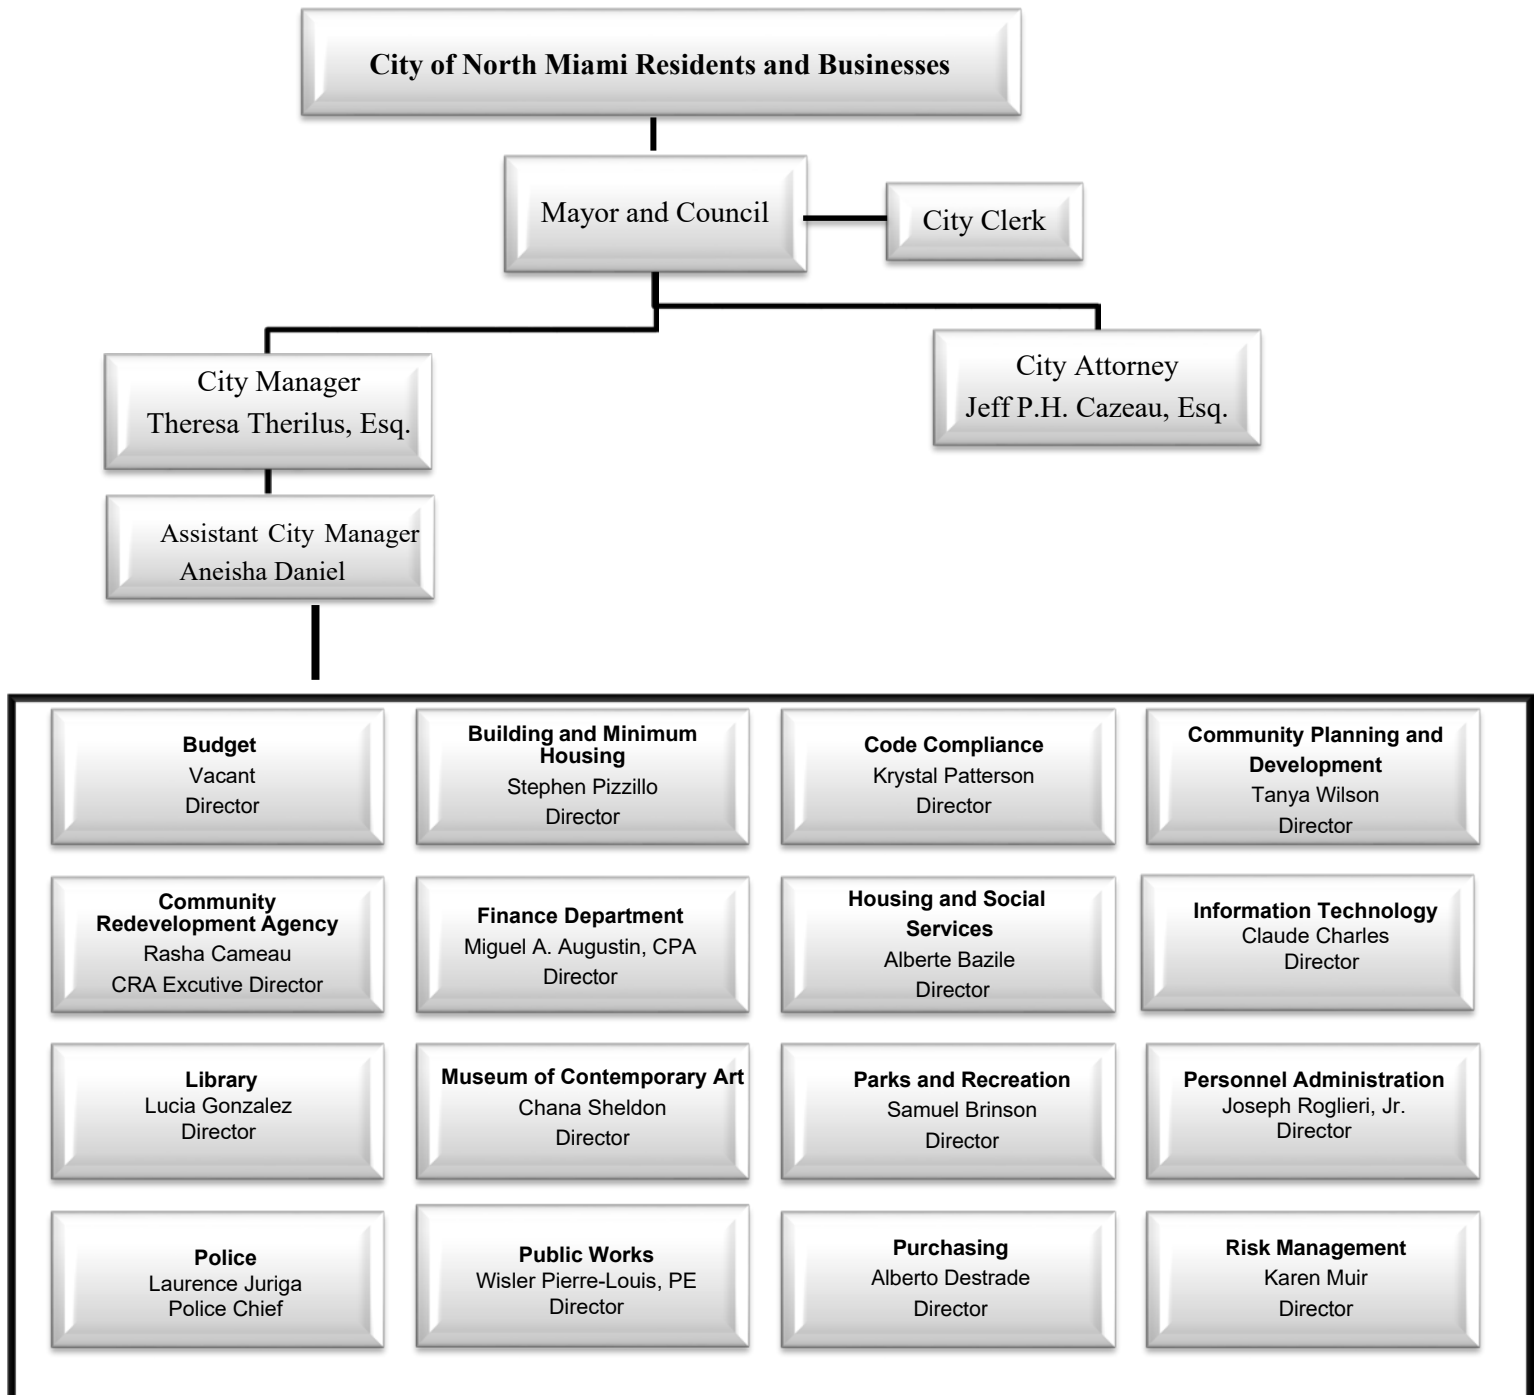 City of North Miami Residents and Businesses
Mayor and Council
City Clerk
City Manager
Theresa Therilus, Esq.
City Attorney
Jeff P.H. Cazeau, Esq.
Assistant City Manager
Aneisha Daniel
Budget
Vacant
Director
Building and Minimum
Housing
Stephen Pizzillo
Director
Code Compliance
Krystal Patterson
Director
Community Planning and
Development
Tanya Wilson
Director
Community
Redevelopment Agency
Rasha Cameau
CRA Excutive Director
Finance Department
Miguel A. Augustin, CPA
Director
Housing and Social
Services
Alberte Bazile
Director
Information Technology
Claude Charles
Director
Library
Lucia Gonzalez
Director
Museum of Contemporary Art
Chana Sheldon
Director
Parks and Recreation
Samuel Brinson
Director
Personnel Administration
Joseph Roglieri, Jr.
Director
Police
Laurence Juriga
Police Chief
Public Works
Wisler Pierre-Louis, PE
Director
Purchasing
Alberto Destrade
Director
Risk Management
Karen Muir
Director